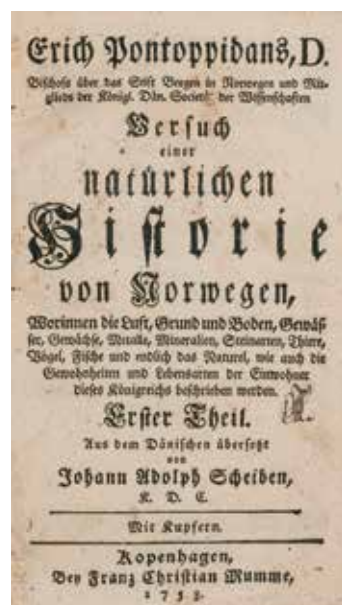 Erich Pontoppidans, D.
Bischofs über das Stift Bergen in Norwegen und Mit-
glieds der Königl. Dän. Societ. der Wissenschaften
Versuch
einer
natürlichen
Historie
von Norwegen,
Worinnen die Luft, Grund und Boden, Gewäs-
ser, Gewächse, Metalle, Mineralien, Steinarten, Thiere,
Vögel, Fische und endlich das Naturel, wie auch die
Gewohnheiten und Lebensarten der Einwohner
dieses Königreichs beschrieben werden.
Erster Theil.
Aus dem Dänischen übersetzt
von
Johann Adolph Scheiben,
K. D. C.
Mit Kupfern.
Kopenhagen,
Bey Franz Christian Mumme,